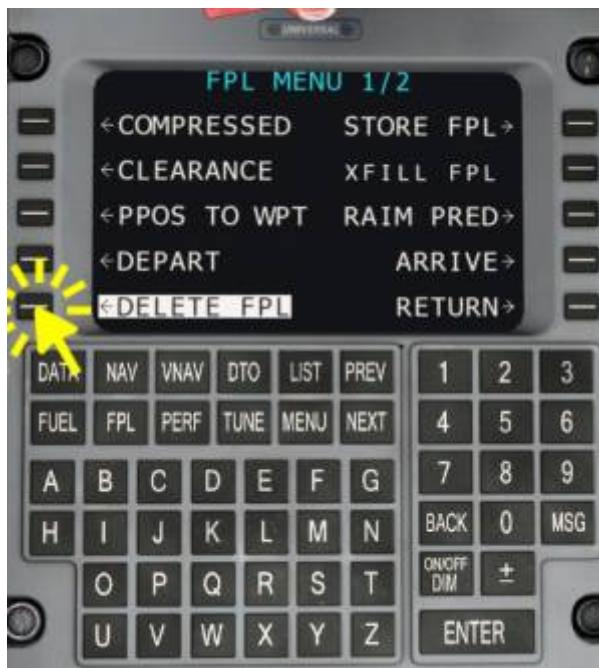 UNIVERSAL
FPL MENU 1/2
←COMPRESSED STORE FPL→
←CLEARANCE XFILL FPL
←PPOS TO WPT RAIM PRED→
←DEPART ARRIVE→
←DELETE FPL RETURN→
DATA NAV VNAV DTO LIST PREV 1 2 3
FUEL FPL PERF TUNE MENU NEXT 4 5 6
A B C D E F G 7 8 9
H I J K L M N BACK 0 MSG
O P Q R S T ON/OFF DIM ±
U V W X Y Z ENTER